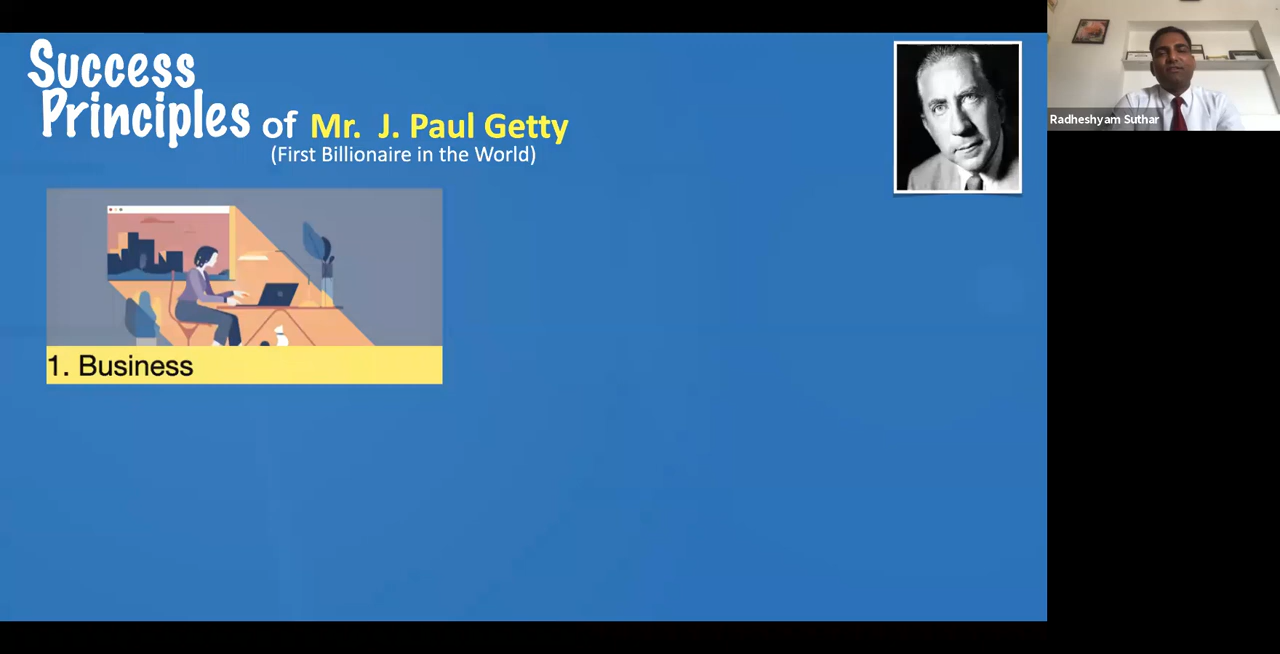 Success
Principles of Mr. J. Paul Getty
(First Billionaire in the World)
1. Business
Radheshyam Suthar